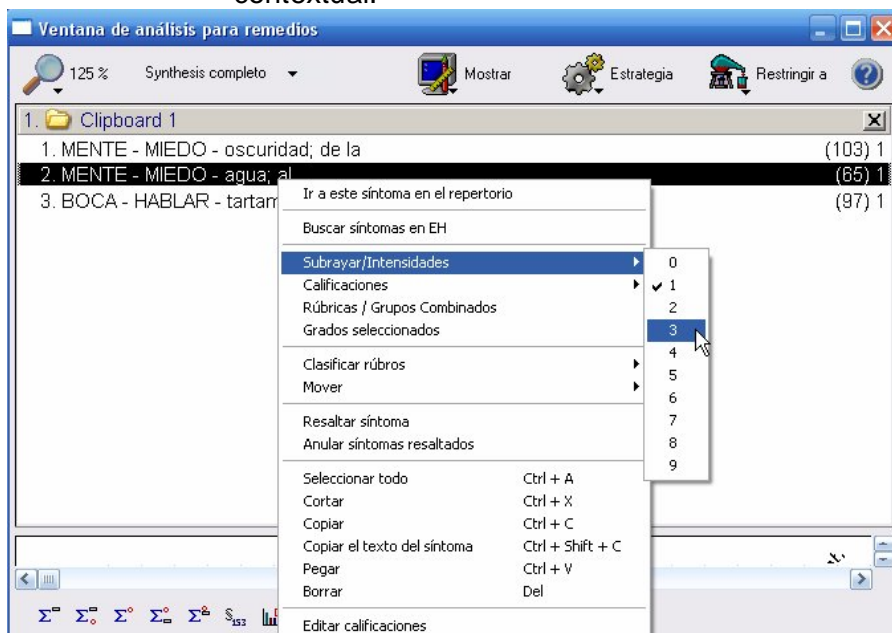 contextual.
Ventana de análisis para remedios
125 % Synthesis completo Mostrar Estrategia Restringir a
1. Clipboard 1
1. MENTE - MIEDO - oscuridad; de la (103) 1
2. MENTE - MIEDO - agua; al (65) 1
3. BOCA - HABLAR - tartam (97) 1
Ir a este síntoma en el repertorio
Buscar síntomas en EH
Subrayar/Intensidades
Calificaciones
Rúbricas / Grupos Combinados
Grados seleccionados
Clasificar rúbros
Mover
Resaltar síntoma
Anular síntomas resaltados
Seleccionar todo Ctrl + A
Cortar Ctrl + X
Copiar Ctrl + C
Copiar el texto del síntoma Ctrl + Shift + C
Pegar Ctrl + V
Borrar Del
Editar calificaciones
0
1
2
3
4
5
6
7
8
9